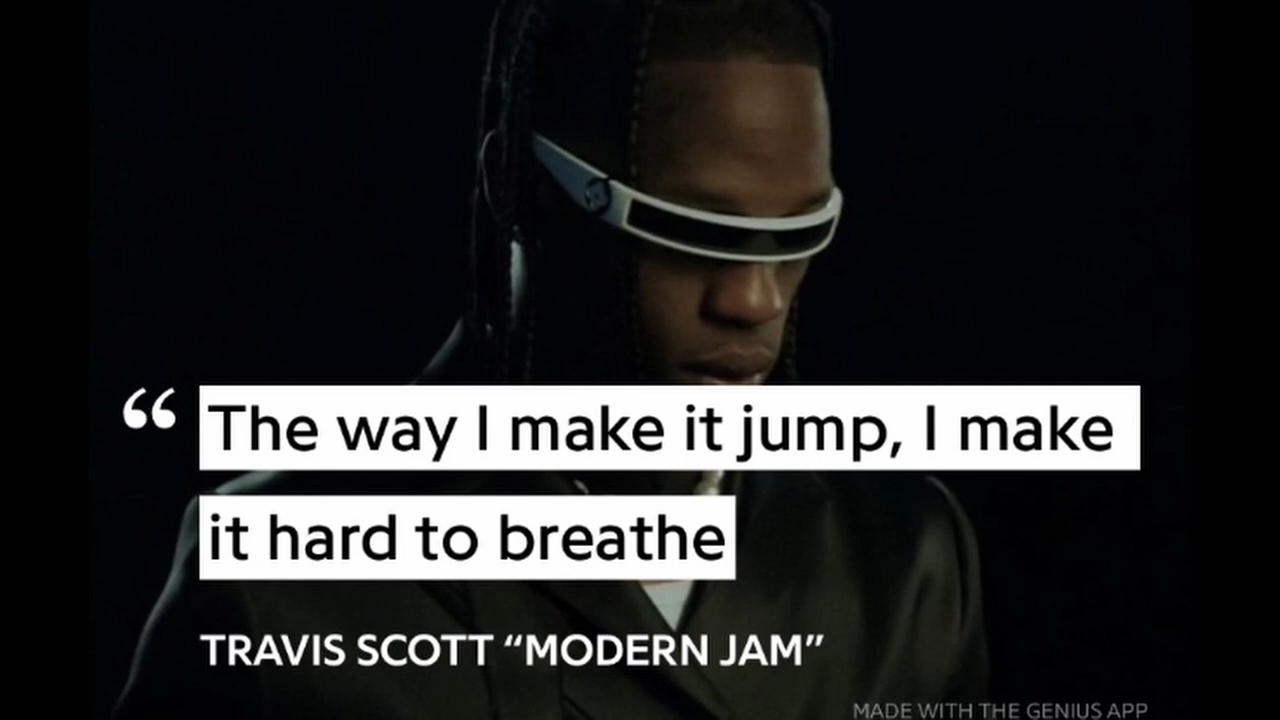 “ The way I make it jump, I make
it hard to breathe
TRAVIS SCOTT “MODERN JAM”
MADE WITH THE GENIUS APP